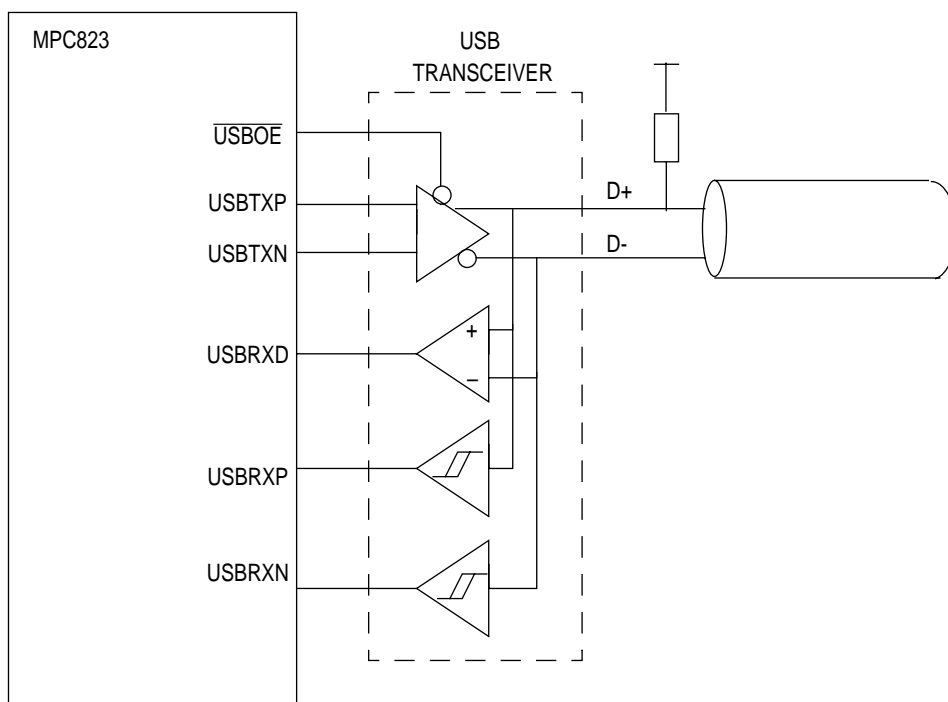 MPC823
USB
TRANSCEIVER
USBOE
USBTXP
D+
USBTXN
D-
+
USBRXD
–
USBRXP
USBRXN